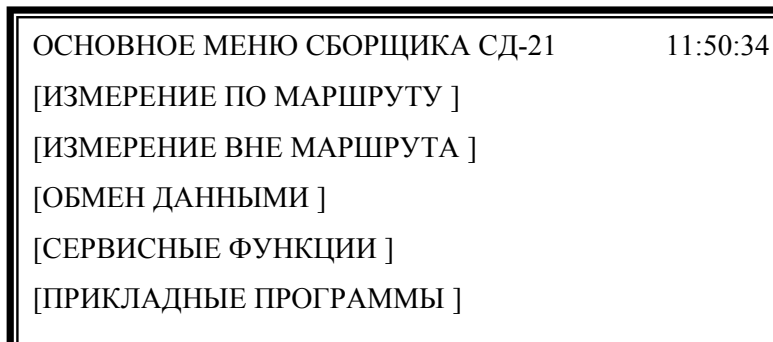 ОСНОВНОЕ МЕНЮ СБОРЩИКА СД-21 11:50:34
[ИЗМЕРЕНИЕ ПО МАРШРУТУ ]
[ИЗМЕРЕНИЕ ВНЕ МАРШРУТА ]
[ОБМЕН ДАННЫМИ ]
[СЕРВИСНЫЕ ФУНКЦИИ ]
[ПРИКЛАДНЫЕ ПРОГРАММЫ ]